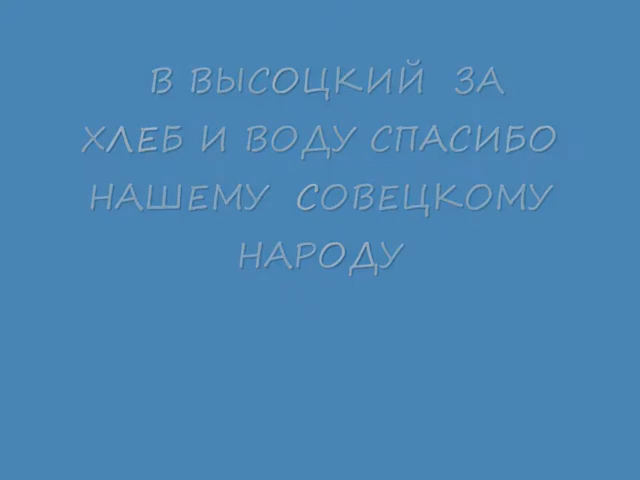 В ВЫСОЦКИЙ ЗА
ХЛЕБ И ВОДУ СПАСИБО
НАШЕМУ СОВЕЦКОМУ
НАРОДУ